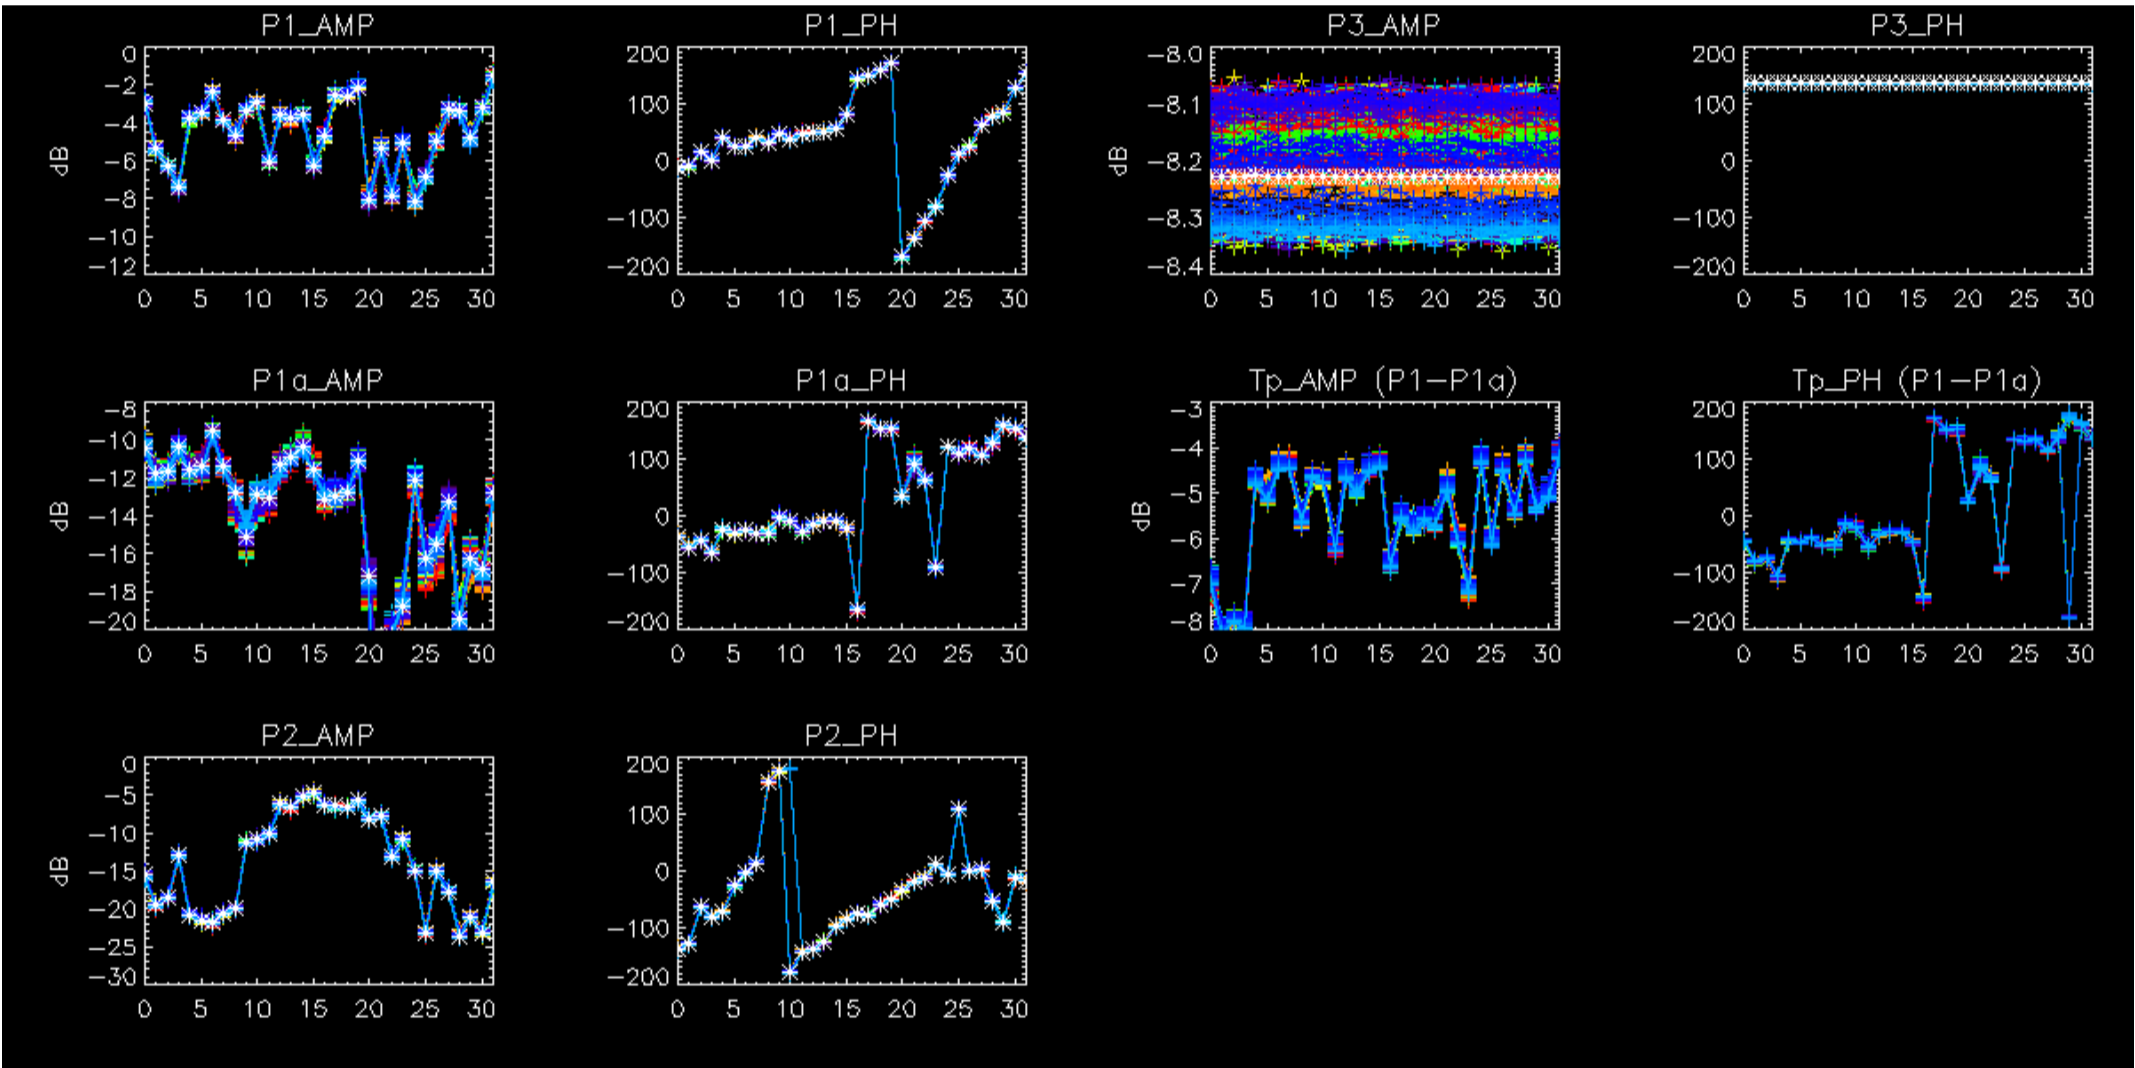 P1_AMP
0
−2
−4
−6
−8
−10
−12
dB
0 5 10 15 20 25 30
P1_PH
200
100
0
−100
−200
0 5 10 15 20 25 30
P3_AMP
−8.0
−8.1
−8.2
−8.3
−8.4
dB
0 5 10 15 20 25 30
P3_PH
200
100
0
−100
−200
0 5 10 15 20 25 30
P1a_AMP
−8
−10
−12
−14
−16
−18
−20
dB
0 5 10 15 20 25 30
P1a_PH
200
100
0
−100
−200
0 5 10 15 20 25 30
Tp_AMP (P1−P1a)
−3
−4
−5
−6
−7
−8
dB
0 5 10 15 20 25 30
Tp_PH (P1−P1a)
200
100
0
−100
−200
0 5 10 15 20 25 30
P2_AMP
0
−5
−10
−15
−20
−25
−30
dB
0 5 10 15 20 25 30
P2_PH
200
100
0
−100
−200
0 5 10 15 20 25 30